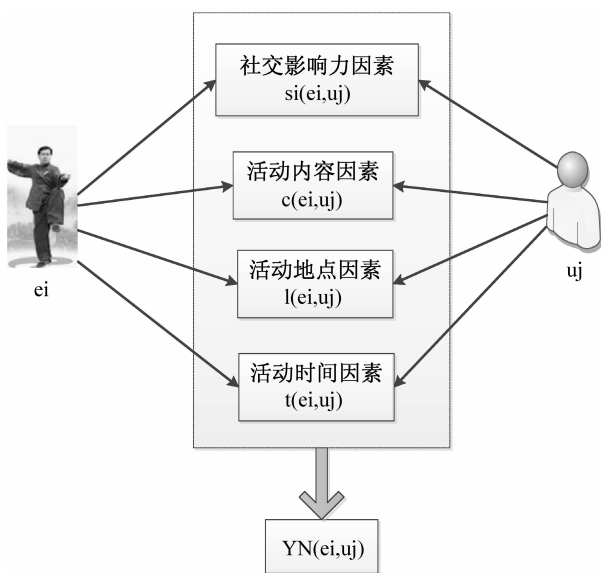 社交影响力因素
si(ei,uj)
活动内容因素
c(ei,uj)
活动地点因素
l(ei,uj)
活动时间因素
t(ei,uj)
ei
uj
YN(ei,uj)